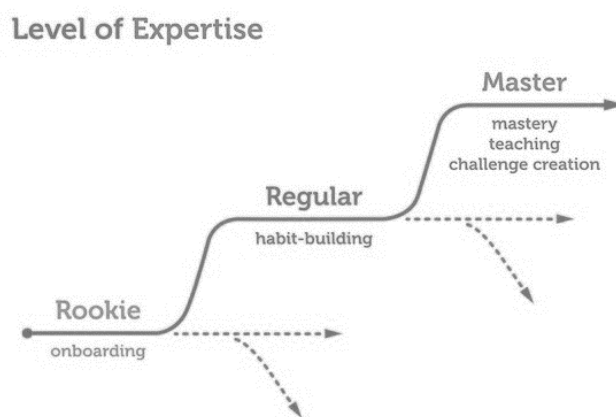 Level of Expertise
Master
mastery
teaching
challenge creation
Regular
habit-building
Rookie
onboarding